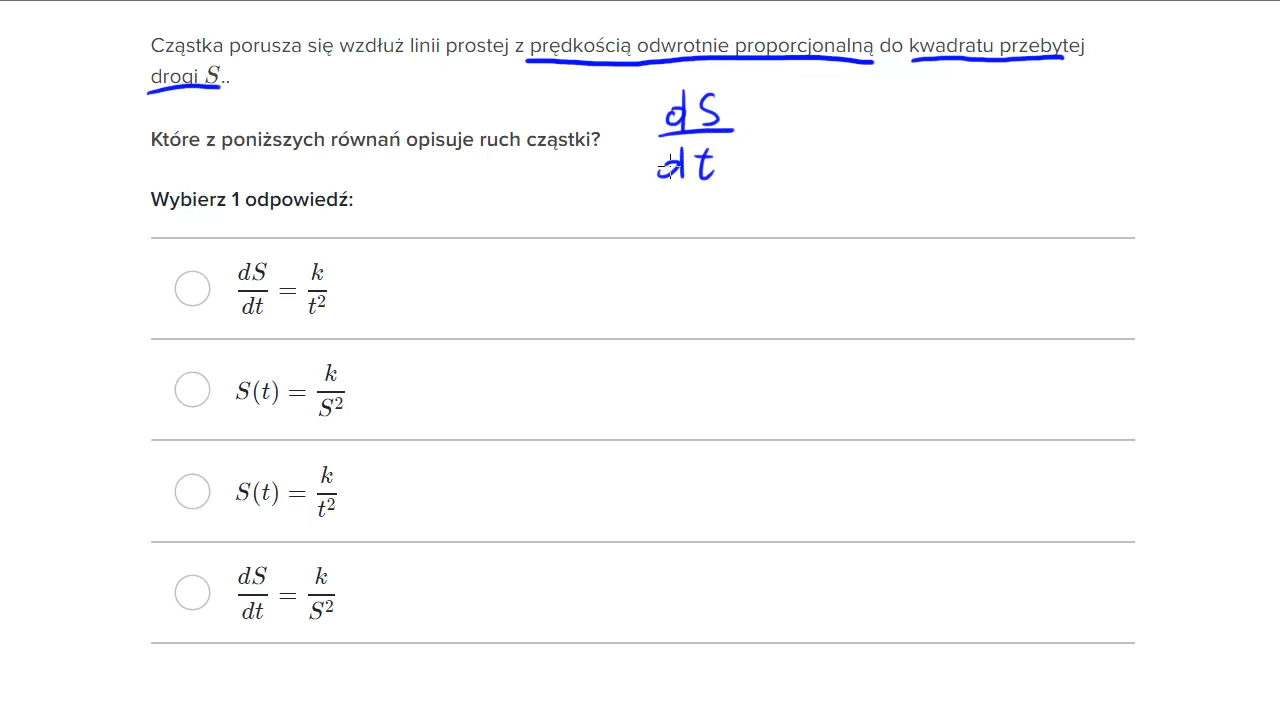 Cząstka porusza się wzdłuż linii prostej z prędkością odwrotnie proporcjonalną do kwadratu przebytej
drogi S..
dS
dt
Które z poniższych równań opisuje ruch cząstki?
Wybierz 1 odpowiedź:
dS/dt = k/t²
S(t) = k/S²
S(t) = k/t²
dS/dt = k/S²